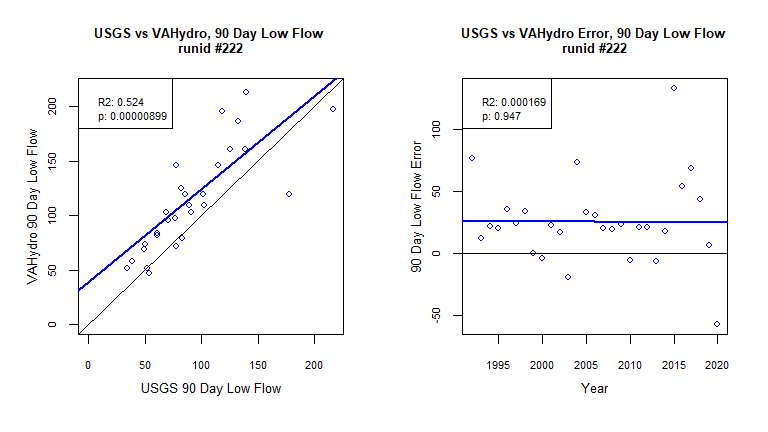 USGS vs VAHydro, 90 Day Low Flow
runid #222
R2: 0.524
p: 0.00000899
VAHydro 90 Day Low Flow
200
150
100
50
0
0 50 100 150 200
USGS 90 Day Low Flow
USGS vs VAHydro Error, 90 Day Low Flow
runid #222
R2: 0.000169
p: 0.947
90 Day Low Flow Error
100
50
0
-50
1995 2000 2005 2010 2015 2020
Year